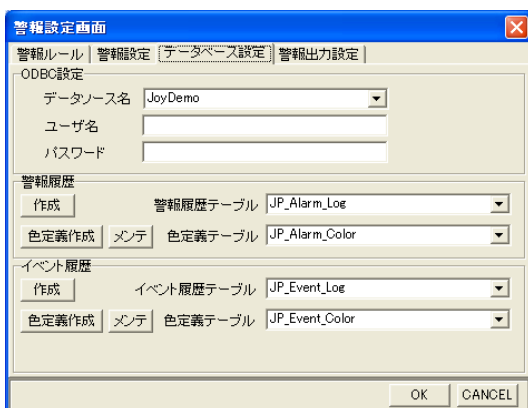 警報設定画面
警報ルール 警報設定 データベース設定 警報出力設定
ODBC設定
データソース名 JoyDemo
ユーザ名
パスワード
警報履歴
作成 警報履歴テーブル JP_Alarm_Log
色定義作成 メンテ 色定義テーブル JP_Alarm_Color
イベント履歴
作成 イベント履歴テーブル JP_Event_Log
色定義作成 メンテ 色定義テーブル JP_Event_Color
OK CANCEL